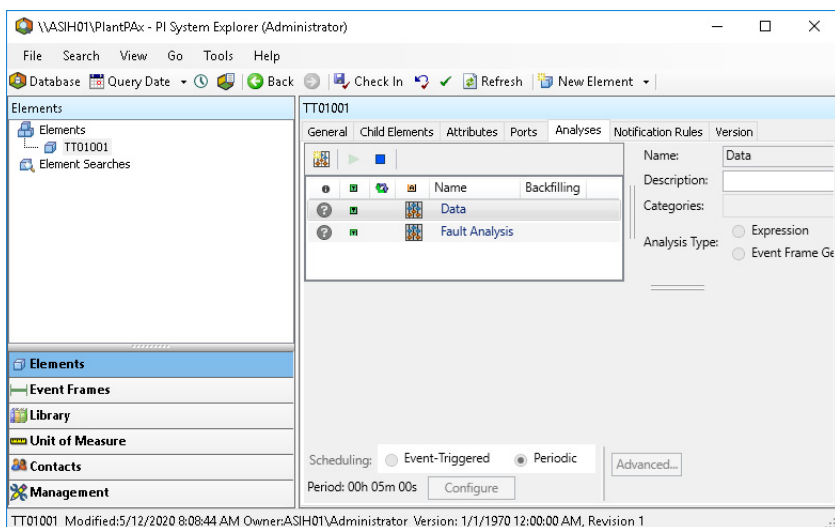 \\ASIH01\PlantPAx - PI System Explorer (Administrator)
File Search View Go Tools Help
Database Query Date Back Check In Refresh New Element
Elements
Elements
TT01001
Element Searches
Elements
Event Frames
Library
Unit of Measure
Contacts
Management
TT01001
General Child Elements Attributes Ports Analyses Notification Rules Version
Name Backfilling
Data
Fault Analysis
Name: Data
Description:
Categories:
Analysis Type: Expression
Event Frame Ge
Scheduling: Event-Triggered Periodic
Advanced...
Period: 00h 05m 00s Configure
TT01001 Modified:5/12/2020 8:08:44 AM Owner:ASIH01\Administrator Version: 1/1/1970 12:00:00 AM, Revision 1